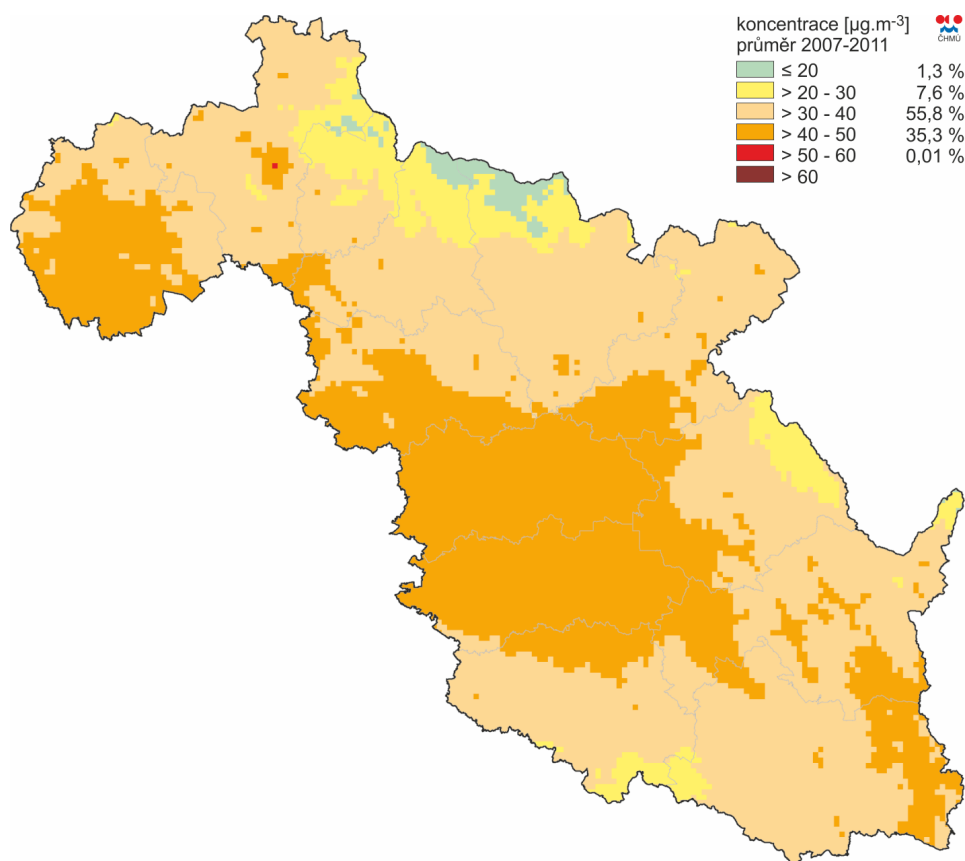 koncentrace [µg.m-3]
průměr 2007-2011
ČHMÚ
≤ 20 1,3 %
> 20 - 30 7,6 %
> 30 - 40 55,8 %
> 40 - 50 35,3 %
> 50 - 60 0,01 %
> 60